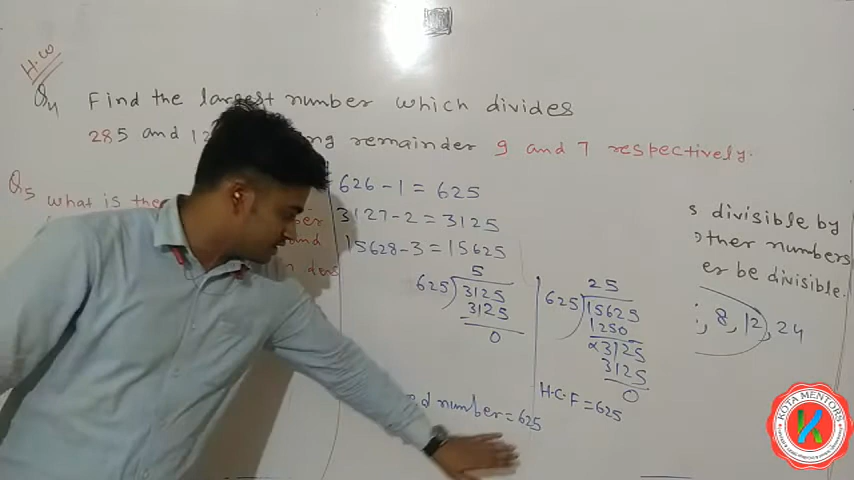 H.W
Q4 Find the largest number which divides
285 and 12 remainder 9 and 7 respectively.
Q5 what is the
626 - 1 = 625
3127 - 2 = 3125
15628 - 3 = 15625
5
625 3125
3125
0
25
625 15625
1250
3125
3125
0
number = 625
H.C.F = 625
s divisible by
other numbers
er be divisible.
, 8, 12, 24
KOTA MENTORS